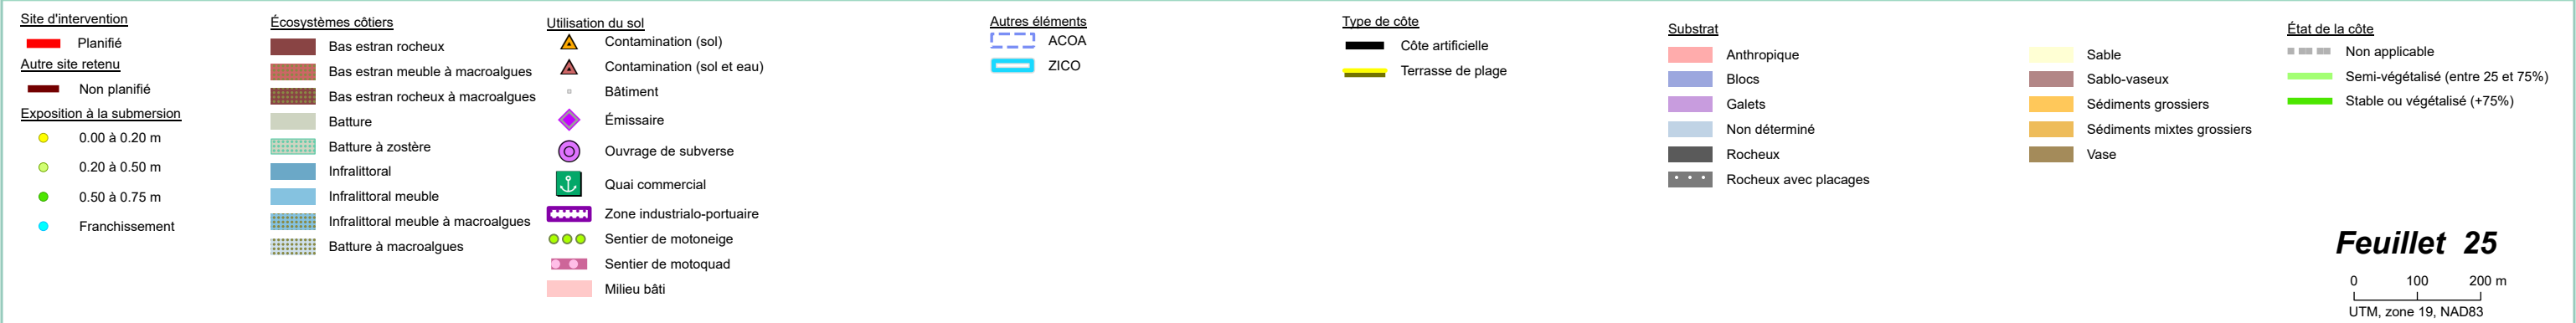 Site d'intervention
Planifié
Autre site retenu
Non planifié
Exposition à la submersion
0.00 à 0.20 m
0.20 à 0.50 m
0.50 à 0.75 m
Franchissement
Écosystèmes côtiers
Bas estran rocheux
Bas estran meuble à macroalgues
Bas estran rocheux à macroalgues
Batture
Batture à zostère
Infralittoral
Infralittoral meuble
Infralittoral meuble à macroalgues
Batture à macroalgues
Utilisation du sol
Contamination (sol)
Contamination (sol et eau)
Bâtiment
Émissaire
Ouvrage de subverse
Quai commercial
Zone industrialo-portuaire
Sentier de motoneige
Sentier de motoquad
Milieu bâti
Autres éléments
ACOA
ZICO
Type de côte
Côte artificielle
Terrasse de plage
Substrat
Anthropique
Blocs
Galets
Non déterminé
Rocheux
Rocheux avec placages
Sable
Sablo-vaseux
Sédiments grossiers
Sédiments mixtes grossiers
Vase
État de la côte
Non applicable
Semi-végétalisé (entre 25 et 75%)
Stable ou végétalisé (+75%)
Feuillet 25
0 100 200 m
UTM, zone 19, NAD83